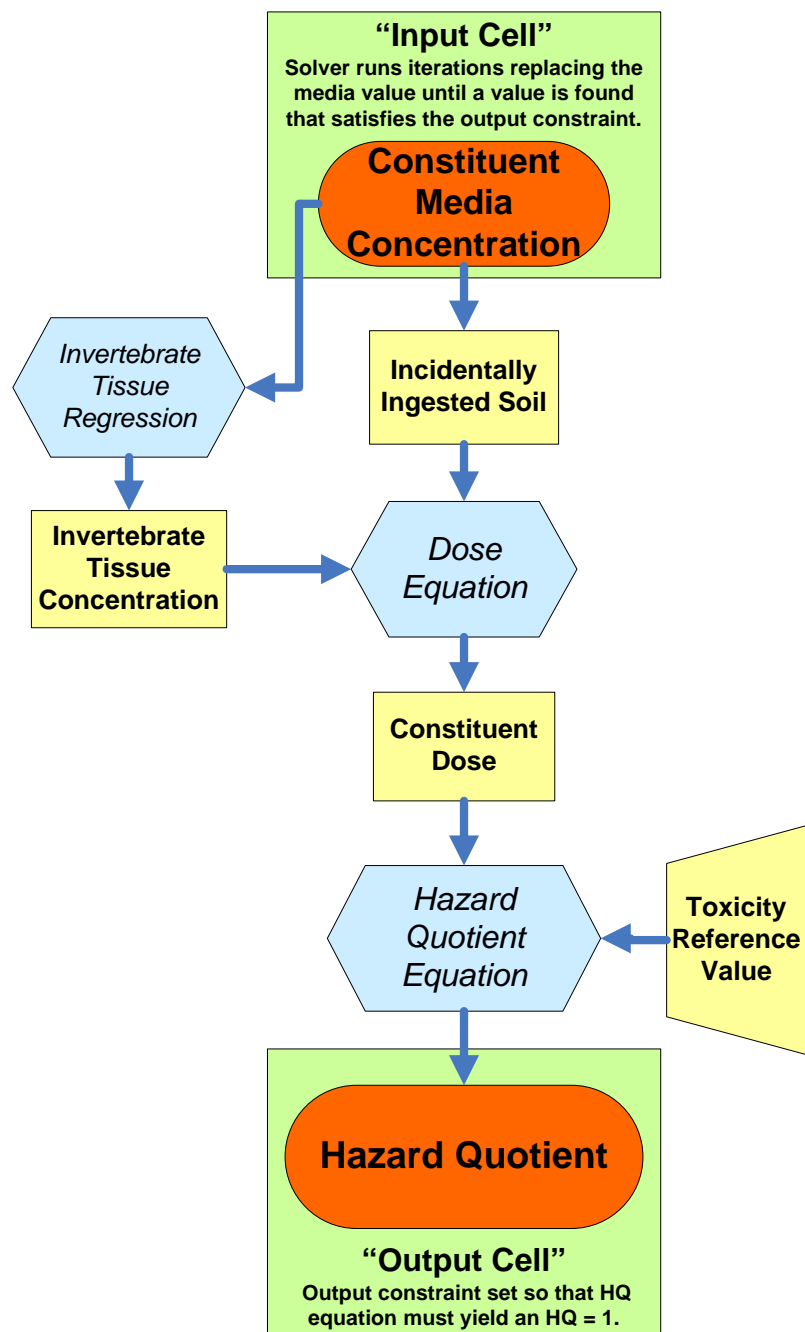 “Input Cell”
Solver runs iterations replacing the
media value until a value is found
that satisfies the output constraint.
Constituent
Media
Concentration
Invertebrate
Tissue
Regression
Incidentally
Ingested Soil
Invertebrate
Tissue
Concentration
Dose
Equation
Constituent
Dose
Hazard
Quotient
Equation
Toxicity
Reference
Value
Hazard Quotient
“Output Cell”
Output constraint set so that HQ
equation must yield an HQ = 1.